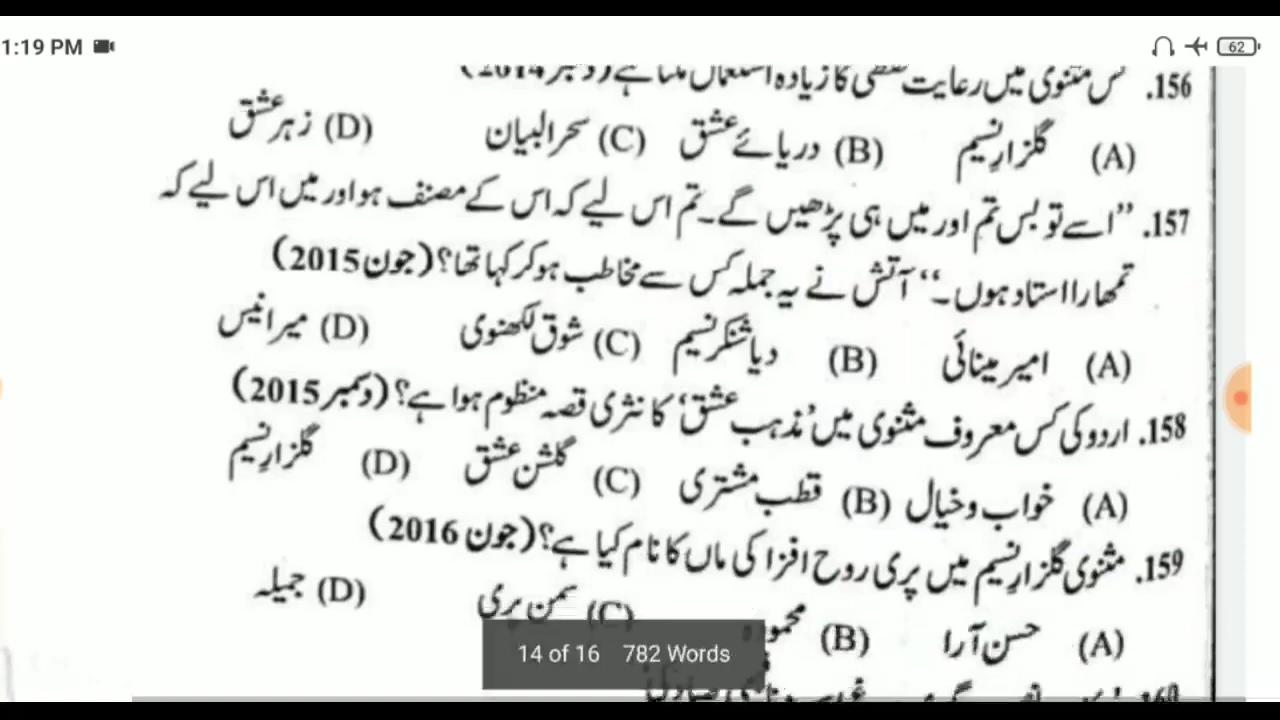 1:19 PM
62
156. کس مثنوی میں رعایت لفظی کا زیادہ استعمال ملتا ہے (دسمبر 2014)
(A) گلزارِ نسیم (B) دریائے عشق (C) سحرالبیان (D) زہرِ عشق
157. ”اسے تو بس تم اور میں ہی پڑھیں گے۔ تم اس لیے کہ اس کے مصنف ہو اور میں اس لیے کہ
تمھارا استاد ہوں۔“ آتش نے یہ جملہ کس سے مخاطب ہو کر کہا تھا؟ (جون 2015)
(A) امیر مینائی (B) دیا شنکر نسیم (C) شوق لکھنوی (D) میر انیس
158. اردو کی کس معروف مثنوی میں ’مذہب عشق‘ کا نثری قصہ منظوم ہوا ہے؟ (دسمبر 2015)
(A) خواب وخیال (B) قطب مشتری (C) گلشن عشق (D) گلزارِ نسیم
159. مثنوی گلزارِ نسیم میں پری روح افزا کی ماں کا نام کیا ہے؟ (جون 2016)
(A) حسن آرا (B) (C) سمن پری (D) جمیلہ
14 of 16 782 Words
160.